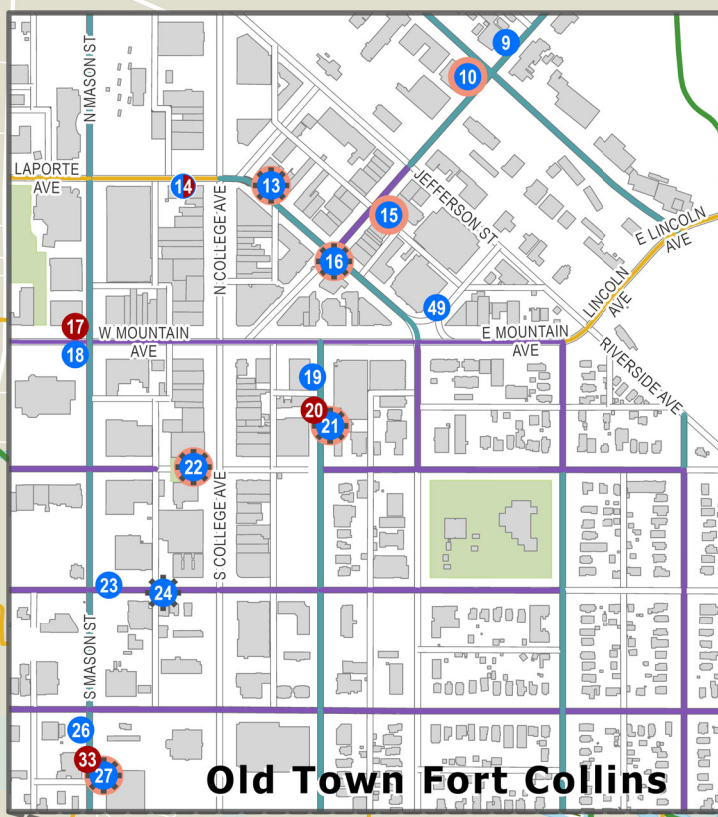 N MASON ST
9
10
LAPORTE
AVE
14
13
N COLLEGE AVE
15
JEFFERSON ST
16
E LINCOLN
AVE
LINCOLN
AVE
49
17
W MOUNTAIN
AVE
E MOUNTAIN
AVE
18
RIVERSIDE AVE
19
20
21
22
S COLLEGE AVE
23
24
S MASON ST
26
33
27
Old Town Fort Collins